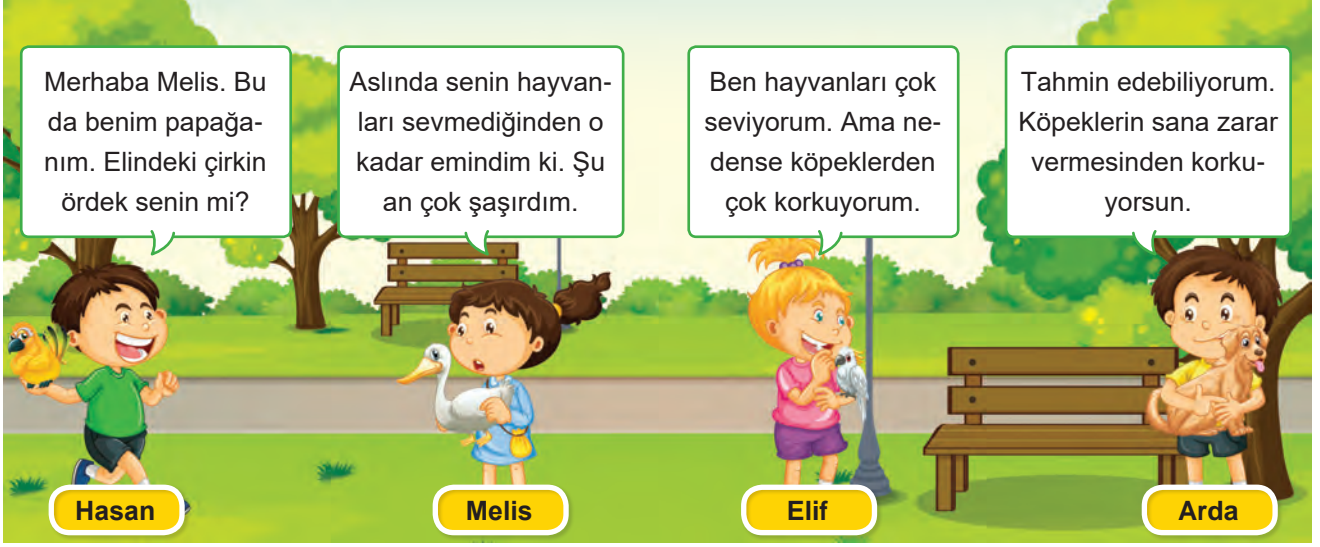 Merhaba Melis. Bu
da benim papağa-
nım. Elindeki çirkin
ördek senin mi?
Aslında senin hayvan-
ları sevmediğinden o
kadar emindim ki. Şu
an çok şaşırdım.
Ben hayvanları çok
seviyorum. Ama ne-
dense köpeklerden
çok korkuyorum.
Tahmin edebiliyorum.
Köpeklerin sana zarar
vermesinden korku-
yorsun.
Hasan
Melis
Elif
Arda